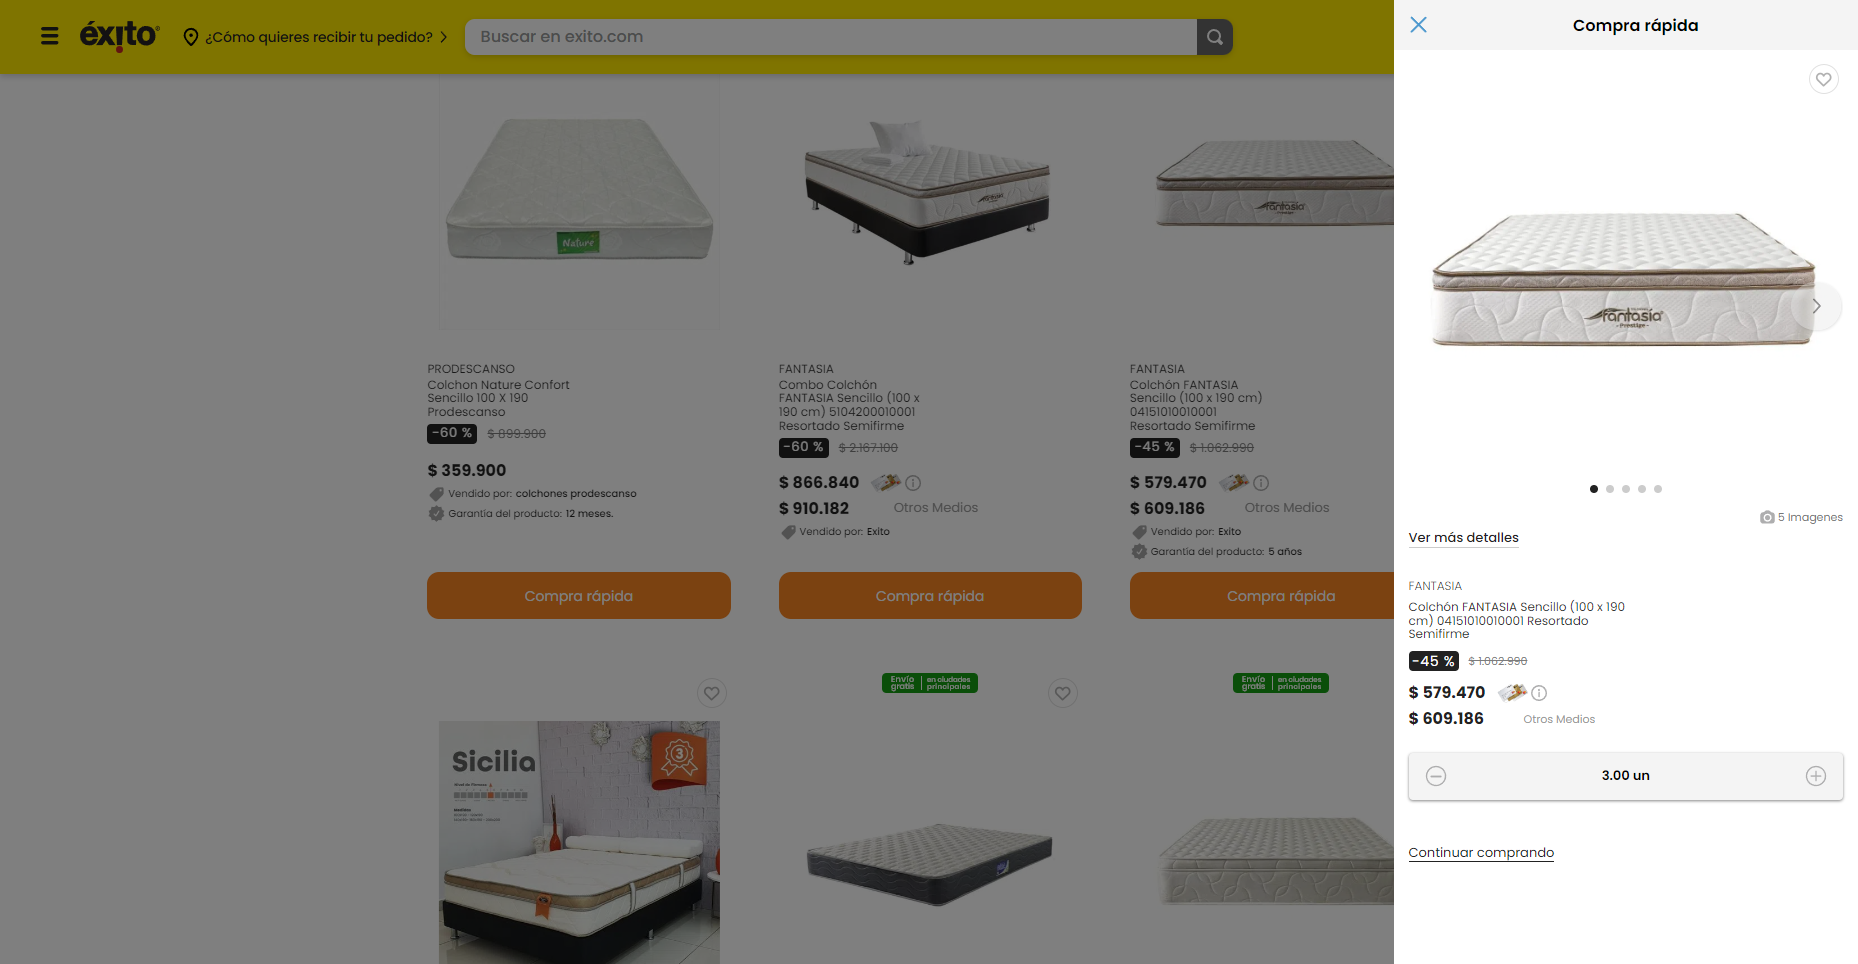 éxito
¿Cómo quieres recibir tu pedido?
Buscar en exito.com
Compra rápida
Nature
fantasía
fantasía
Prestige
fantasía
- Prestige -
5 Imagenes
Ver más detalles
FANTASIA
Colchón FANTASIA Sencillo (100 x 190
cm) 04151010010001 Resortado
Semifirme
-45 % $ 1.062.990
$ 579.470
$ 609.186 Otros Medios
3.00 un
Continuar comprando
PRODESCANSO
Colchon Nature Confort
Sencillo 100 X 190
Prodescanso
-60 % $ 899.900
$ 359.900
Vendido por: colchones prodescanso
Garantía del producto: 12 meses.
Compra rápida
FANTASIA
Combo Colchón
FANTASIA Sencillo (100 x
190 cm) 5104200010001
Resortado Semifirme
-60 % $ 2.167.100
$ 866.840
$ 910.182 Otros Medios
Vendido por: Exito
Compra rápida
FANTASIA
Colchón FANTASIA
Sencillo (100 x 190 cm)
04151010010001
Resortado Semifirme
-45 % $ 1.062.990
$ 579.470
$ 609.186 Otros Medios
Vendido por: Exito
Garantía del producto: 5 años
Compra rápida
Sicilia
3
Envío gratis | en ciudades principales
Envío gratis | en ciudades principales